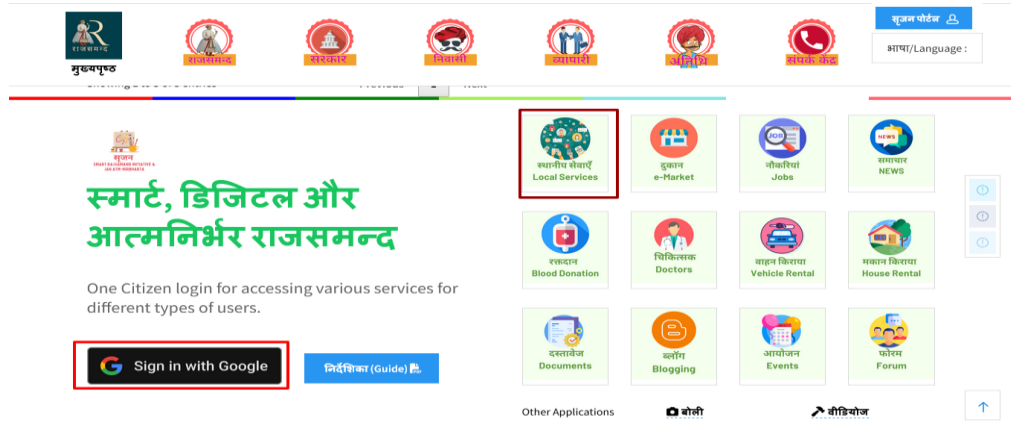 राजसमन्द
मुख्यपृष्ठ
राजसमन्द
सरकार
निवासी
व्यापारी
अतिथि
संपर्क केंद्र
सृजन पोर्टल
भाषा/Language :
सृजन
स्मार्ट, डिजिटल और
आत्मनिर्भर राजसमन्द
One Citizen login for accessing various services for
different types of users.
Sign in with Google
निर्देशिका (Guide)
स्थानीय सेवाएँ
Local Services
दुकान
e-Market
JOB
नौकरियां
Jobs
NEWS
समाचार
NEWS
रक्तदान
Blood Donation
चिकित्सक
Doctors
वाहन किराया
Vehicle Rental
मकान किराया
House Rental
दस्तावेज
Documents
ब्लॉग
Blogging
आयोजन
Events
फोरम
Forum
Other Applications
बोली
वीडियोज